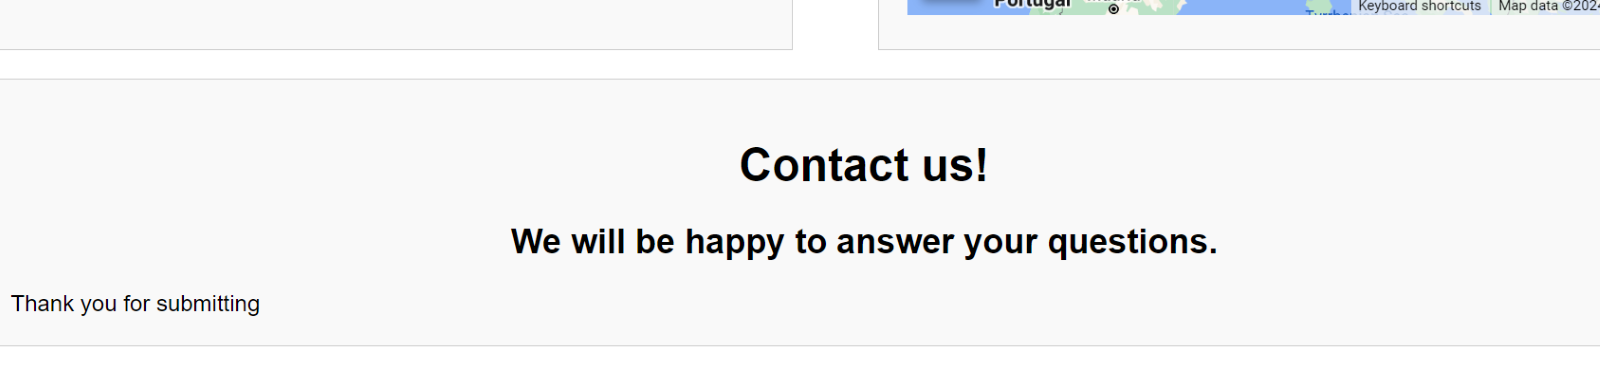 Portugal
Keyboard shortcuts Map data ©2024
Contact us!
We will be happy to answer your questions.
Thank you for submitting